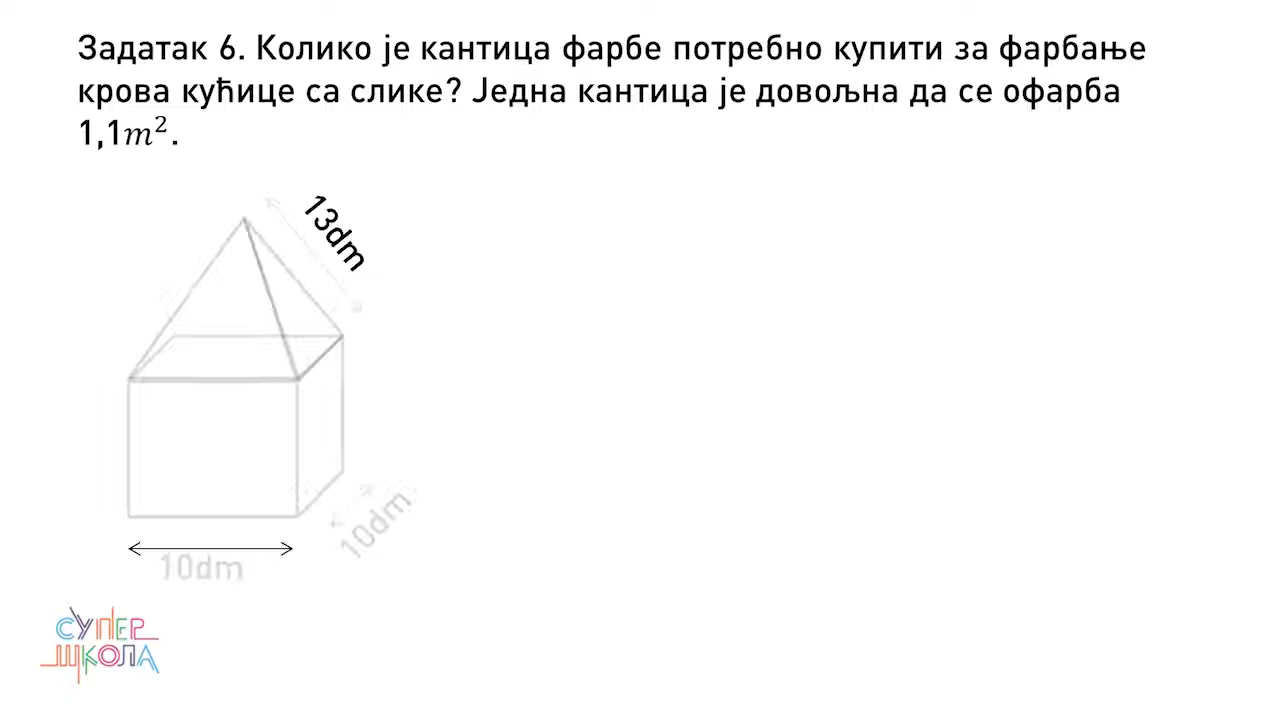 Задатак 6. Колико је кантица фарбе потребно купити за фарбање
крова кућице са слике? Једна кантица је довољна да се офарба
1,1m².
13dm
10dm
10dm
СУПЕР
ШКОЛА